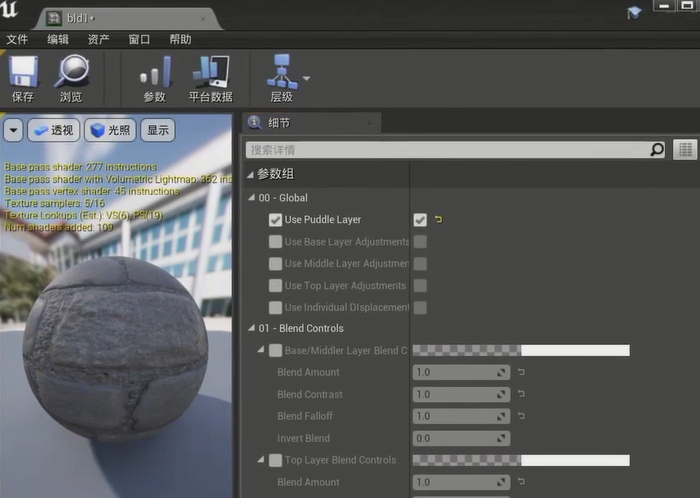 bld1•
文件 编辑 资产 窗口 帮助
保存 浏览 参数 平台数据 层级
透视 光照 显示
细节
搜索详情
Base pass shader: 277 instructions
Base pass shader with Volumetric Lightmap: 362 ins
Base pass vertex shader: 45 instructions
Texture samplers: 5/16
Texture Lookups (Est.): VS(6), PS(19)
Num shaders added: 109
参数组
00 - Global
Use Puddle Layer
Use Base Layer Adjustments
Use Middle Layer Adjustmen
Use Top Layer Adjustments
Use Individual DIsplacement
01 - Blend Controls
Base/Middler Layer Blend C
Blend Amount 1.0
Blend Contrast 1.0
Blend Falloff 1.0
Invert Blend 0.0
Top Layer Blend Controls
Blend Amount 1.0